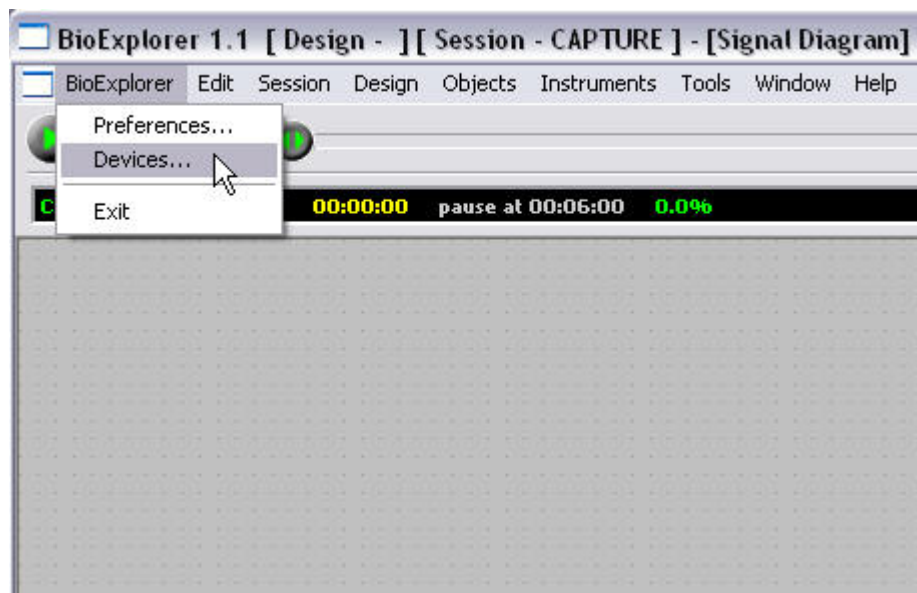 BioExplorer 1.1 [ Design - ] [ Session - CAPTURE ] - [Signal Diagram]
BioExplorer Edit Session Design Objects Instruments Tools Window Help
Preferences...
Devices...
Exit
00:00:00 pause at 00:06:00 0.0%